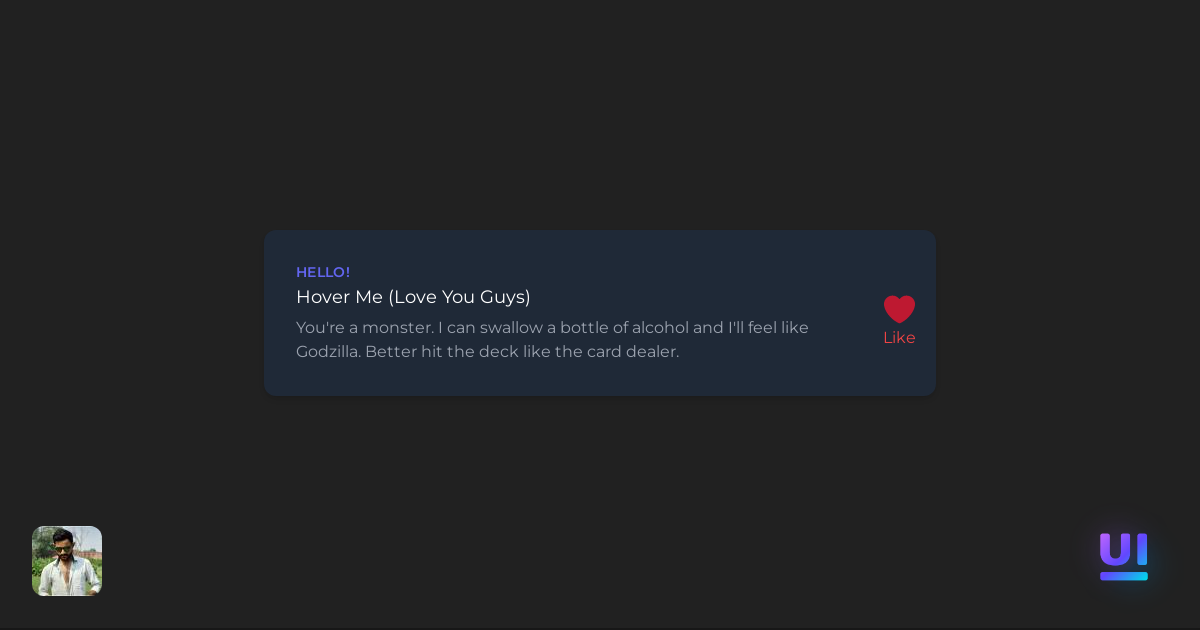 HELLO!
Hover Me (Love You Guys)
You're a monster. I can swallow a bottle of alcohol and I'll feel like
Godzilla. Better hit the deck like the card dealer.
Like
UI